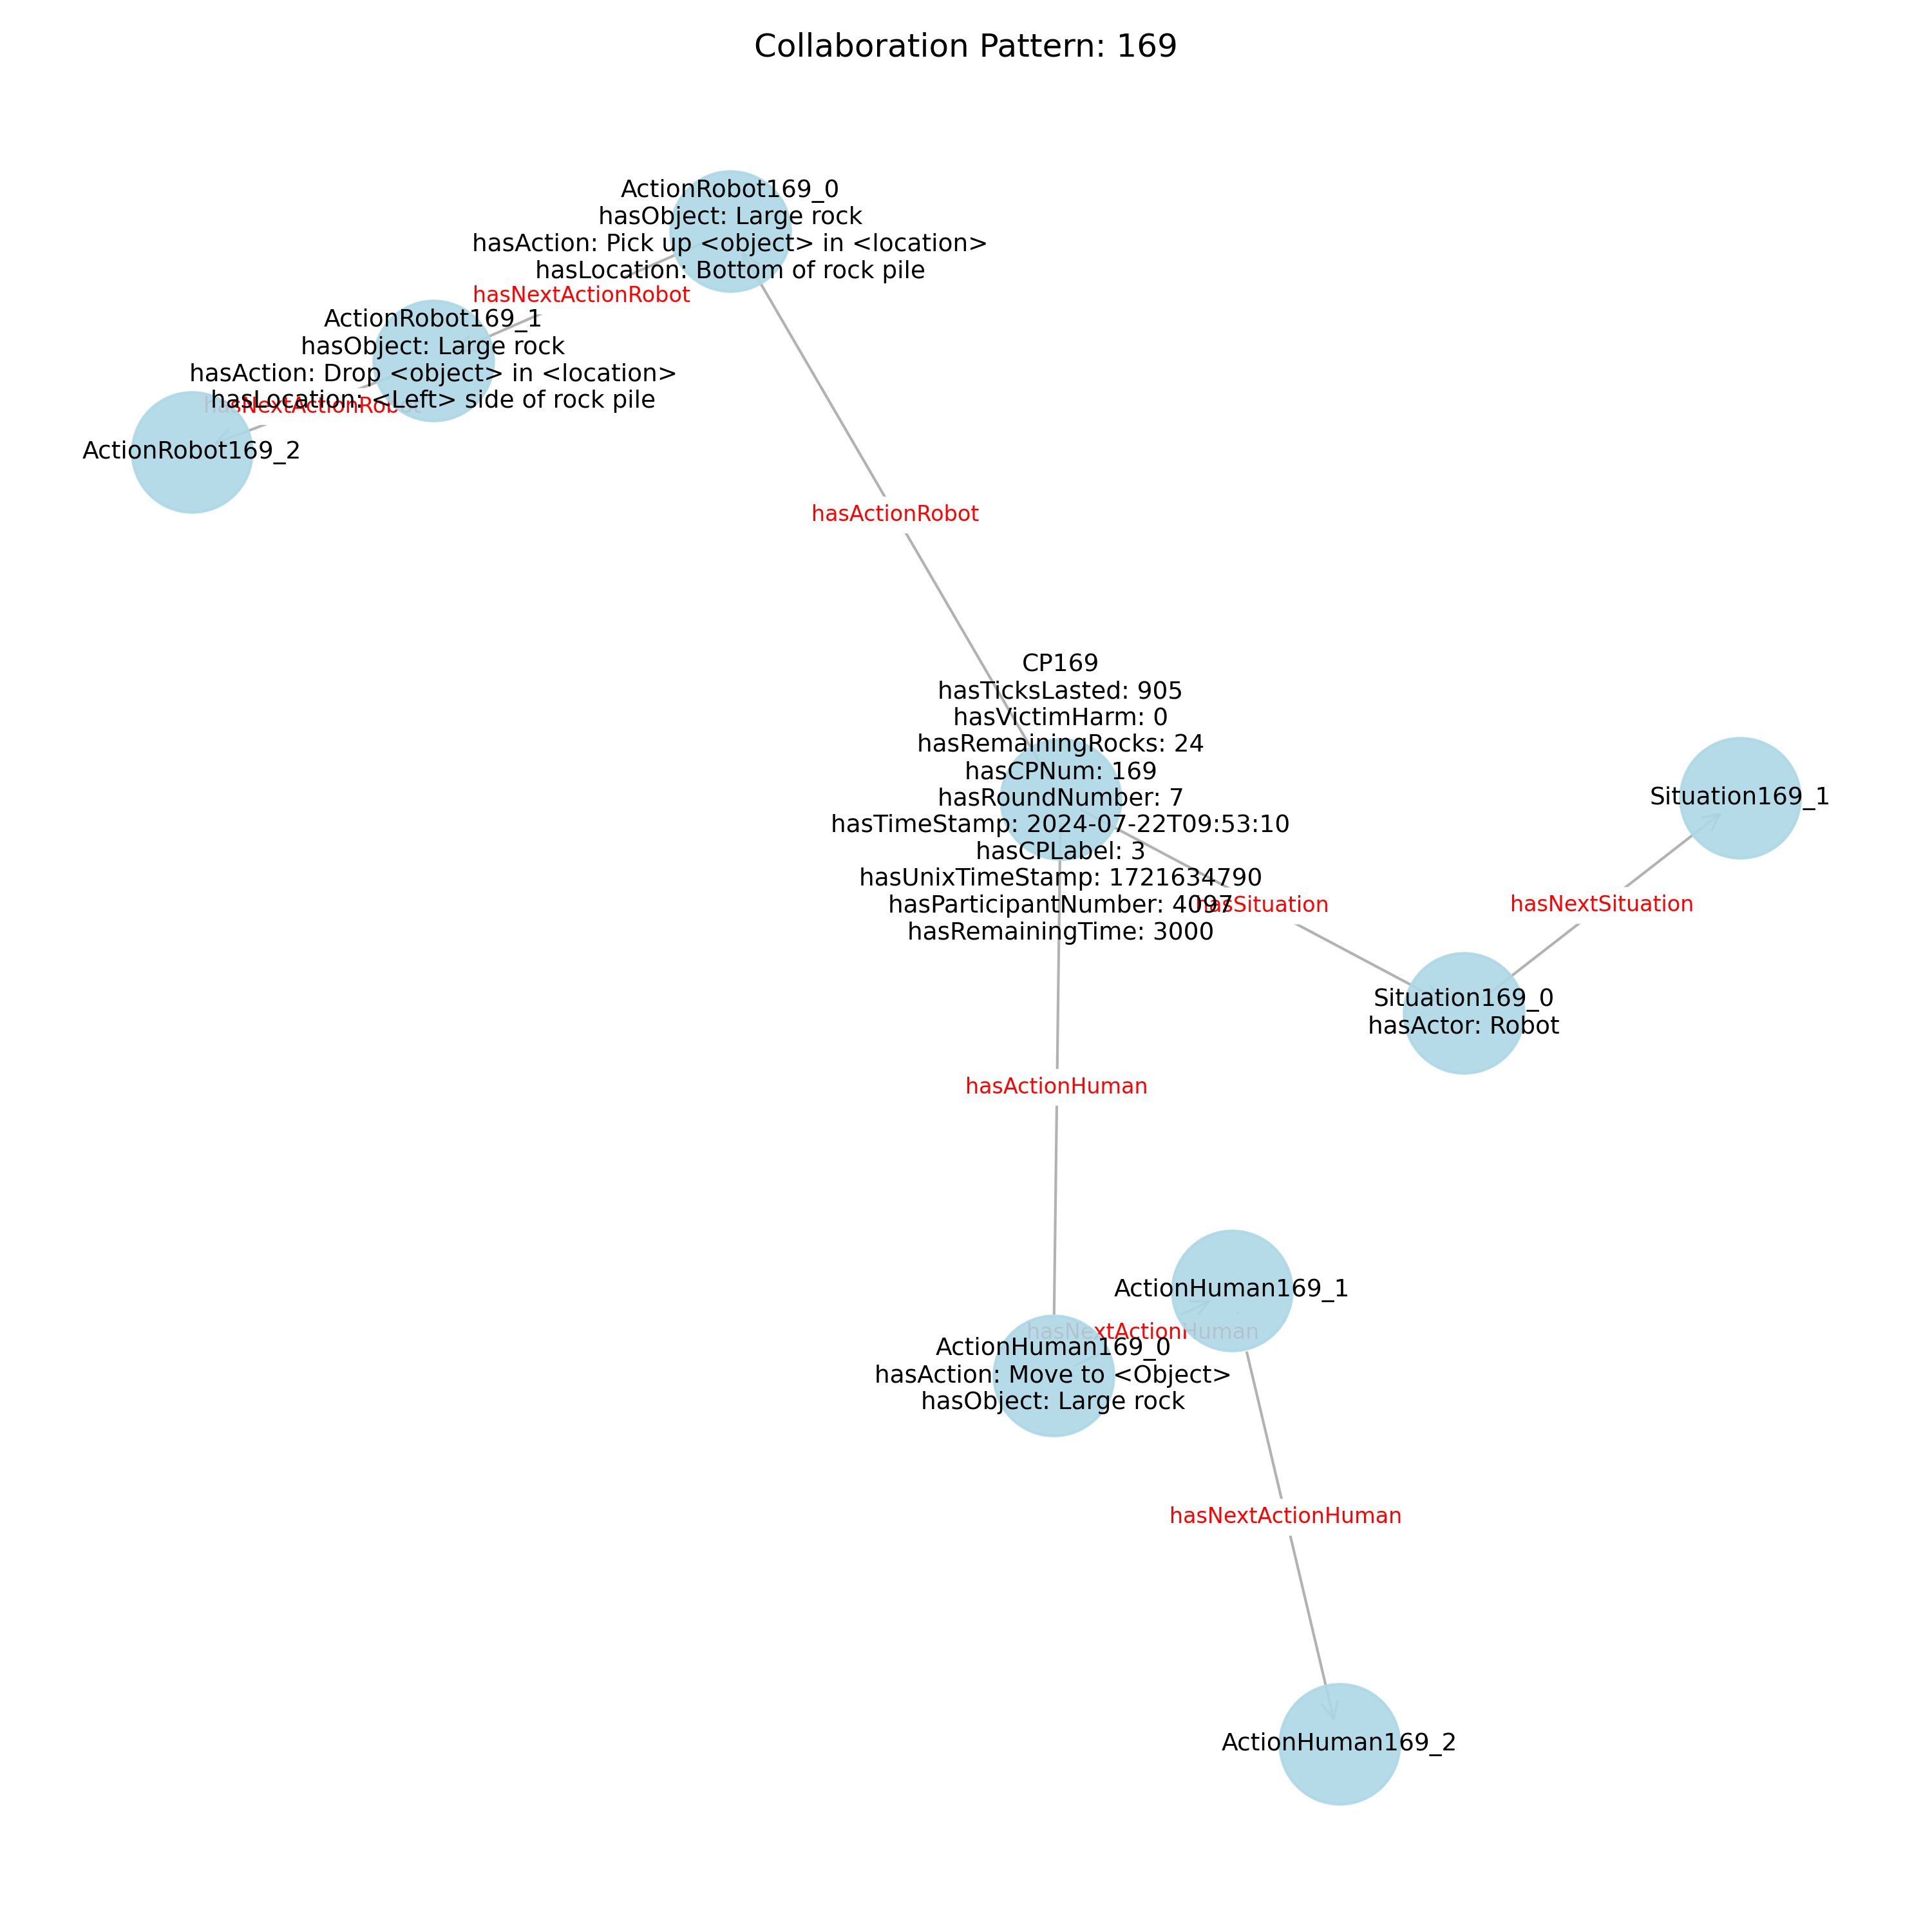 Collaboration Pattern: 169
ActionRobot169_0
hasObject: Large rock
hasAction: Pick up <object> in <location>
hasLocation: Bottom of rock pile
hasNextActionRobot
ActionRobot169_1
hasObject: Large rock
hasAction: Drop <object> in <location>
hasLocation: <Left> side of rock pile
hasNextActionRobot
ActionRobot169_2
hasActionRobot
CP169
hasTicksLasted: 905
hasVictimHarm: 0
hasRemainingRocks: 24
hasCPNum: 169
hasRoundNumber: 7
hasTimeStamp: 2024-07-22T09:53:10
hasCPLabel: 3
hasUnixTimeStamp: 1721634790
hasParticipantNumber: 4097
hasRemainingTime: 3000
hasSituation
Situation169_1
hasNextSituation
Situation169_0
hasActor: Robot
hasActionHuman
ActionHuman169_1
hasNextActionHuman
ActionHuman169_0
hasAction: Move to <Object>
hasObject: Large rock
hasNextActionHuman
ActionHuman169_2